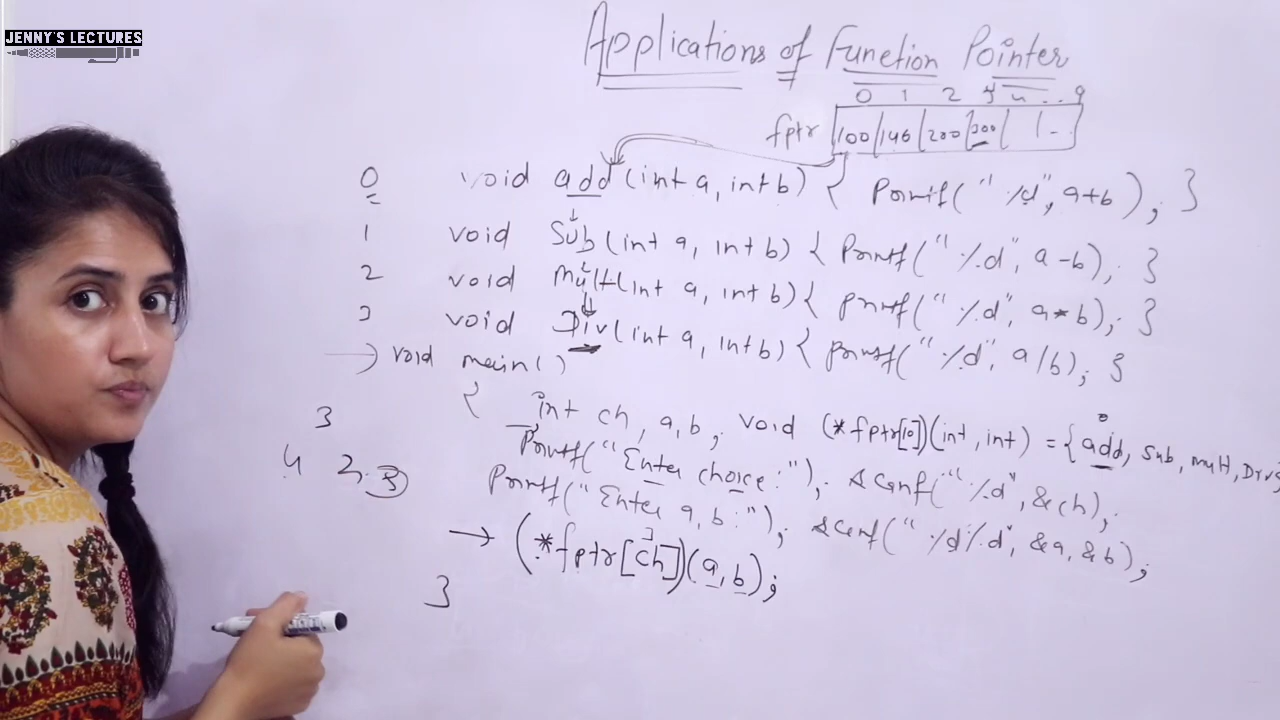 JENNY'S LECTURES
Applications of Function Pointer
0 1 2 3 4 .. 9
fptr 100 146 200 300 | -
0 void add (int a, int b) { Printf( " %d", a+b ); }
1 void Sub (int a, int b) { Printf( " %d", a-b); }
2 void Mult(int a, int b) { printf( " %d", a*b); }
3 void Div (int a, int b) { printf( " %d", a/b); }
→ void main()
{ int ch, a,b; void (*fptr[10])(int, int) = {add, Sub, mult, Div};
0
Printf( "Enter choice:" ); scanf( "%d", &ch);
Printf( "Enter a, b:" ); scanf( "%d%d", &a, &b);
→ (*fptr[ch])(a, b);
3
}
3
4 2. 3